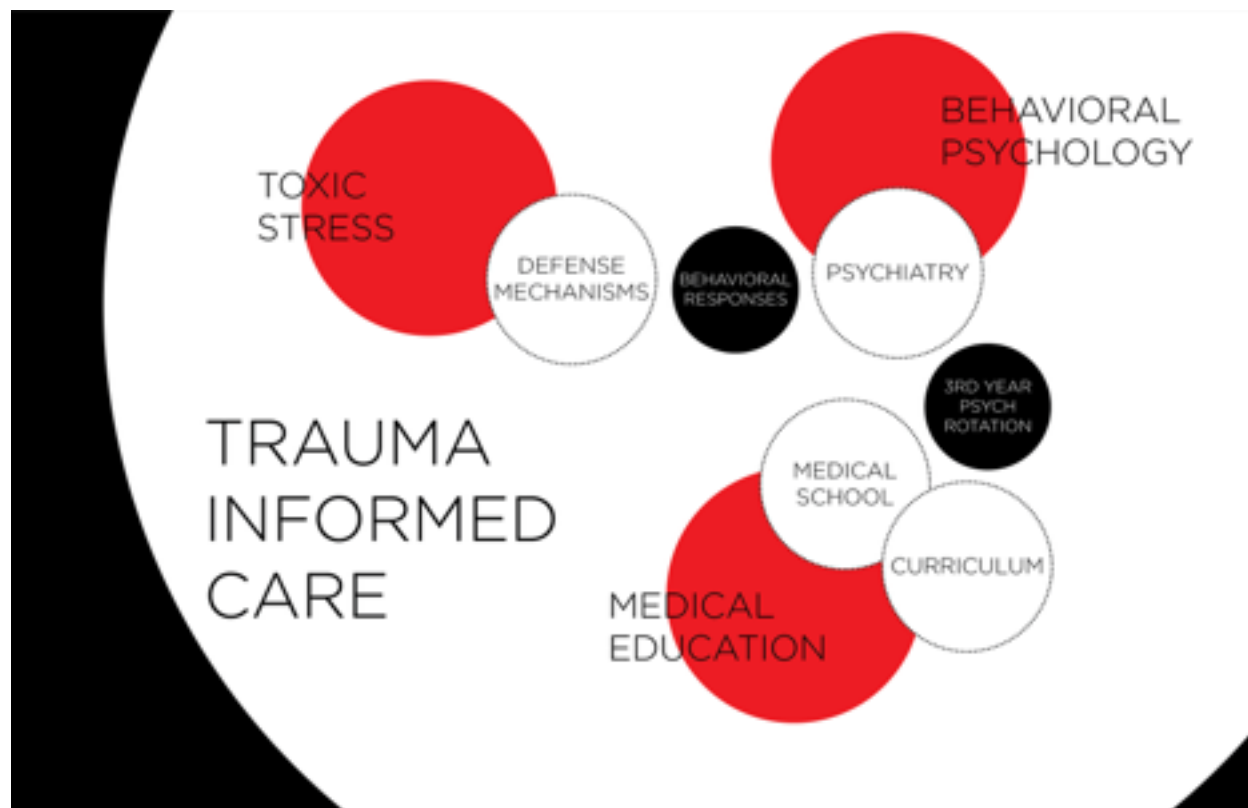 BEHAVIORAL
PSYCHOLOGY
TOXIC
STRESS
DEFENSE
MECHANISMS
BEHAVIORAL
RESPONSES
PSYCHIATRY
3RD YEAR
PSYCH
ROTATION
TRAUMA
INFORMED
CARE
MEDICAL
SCHOOL
CURRICULUM
MEDICAL
EDUCATION